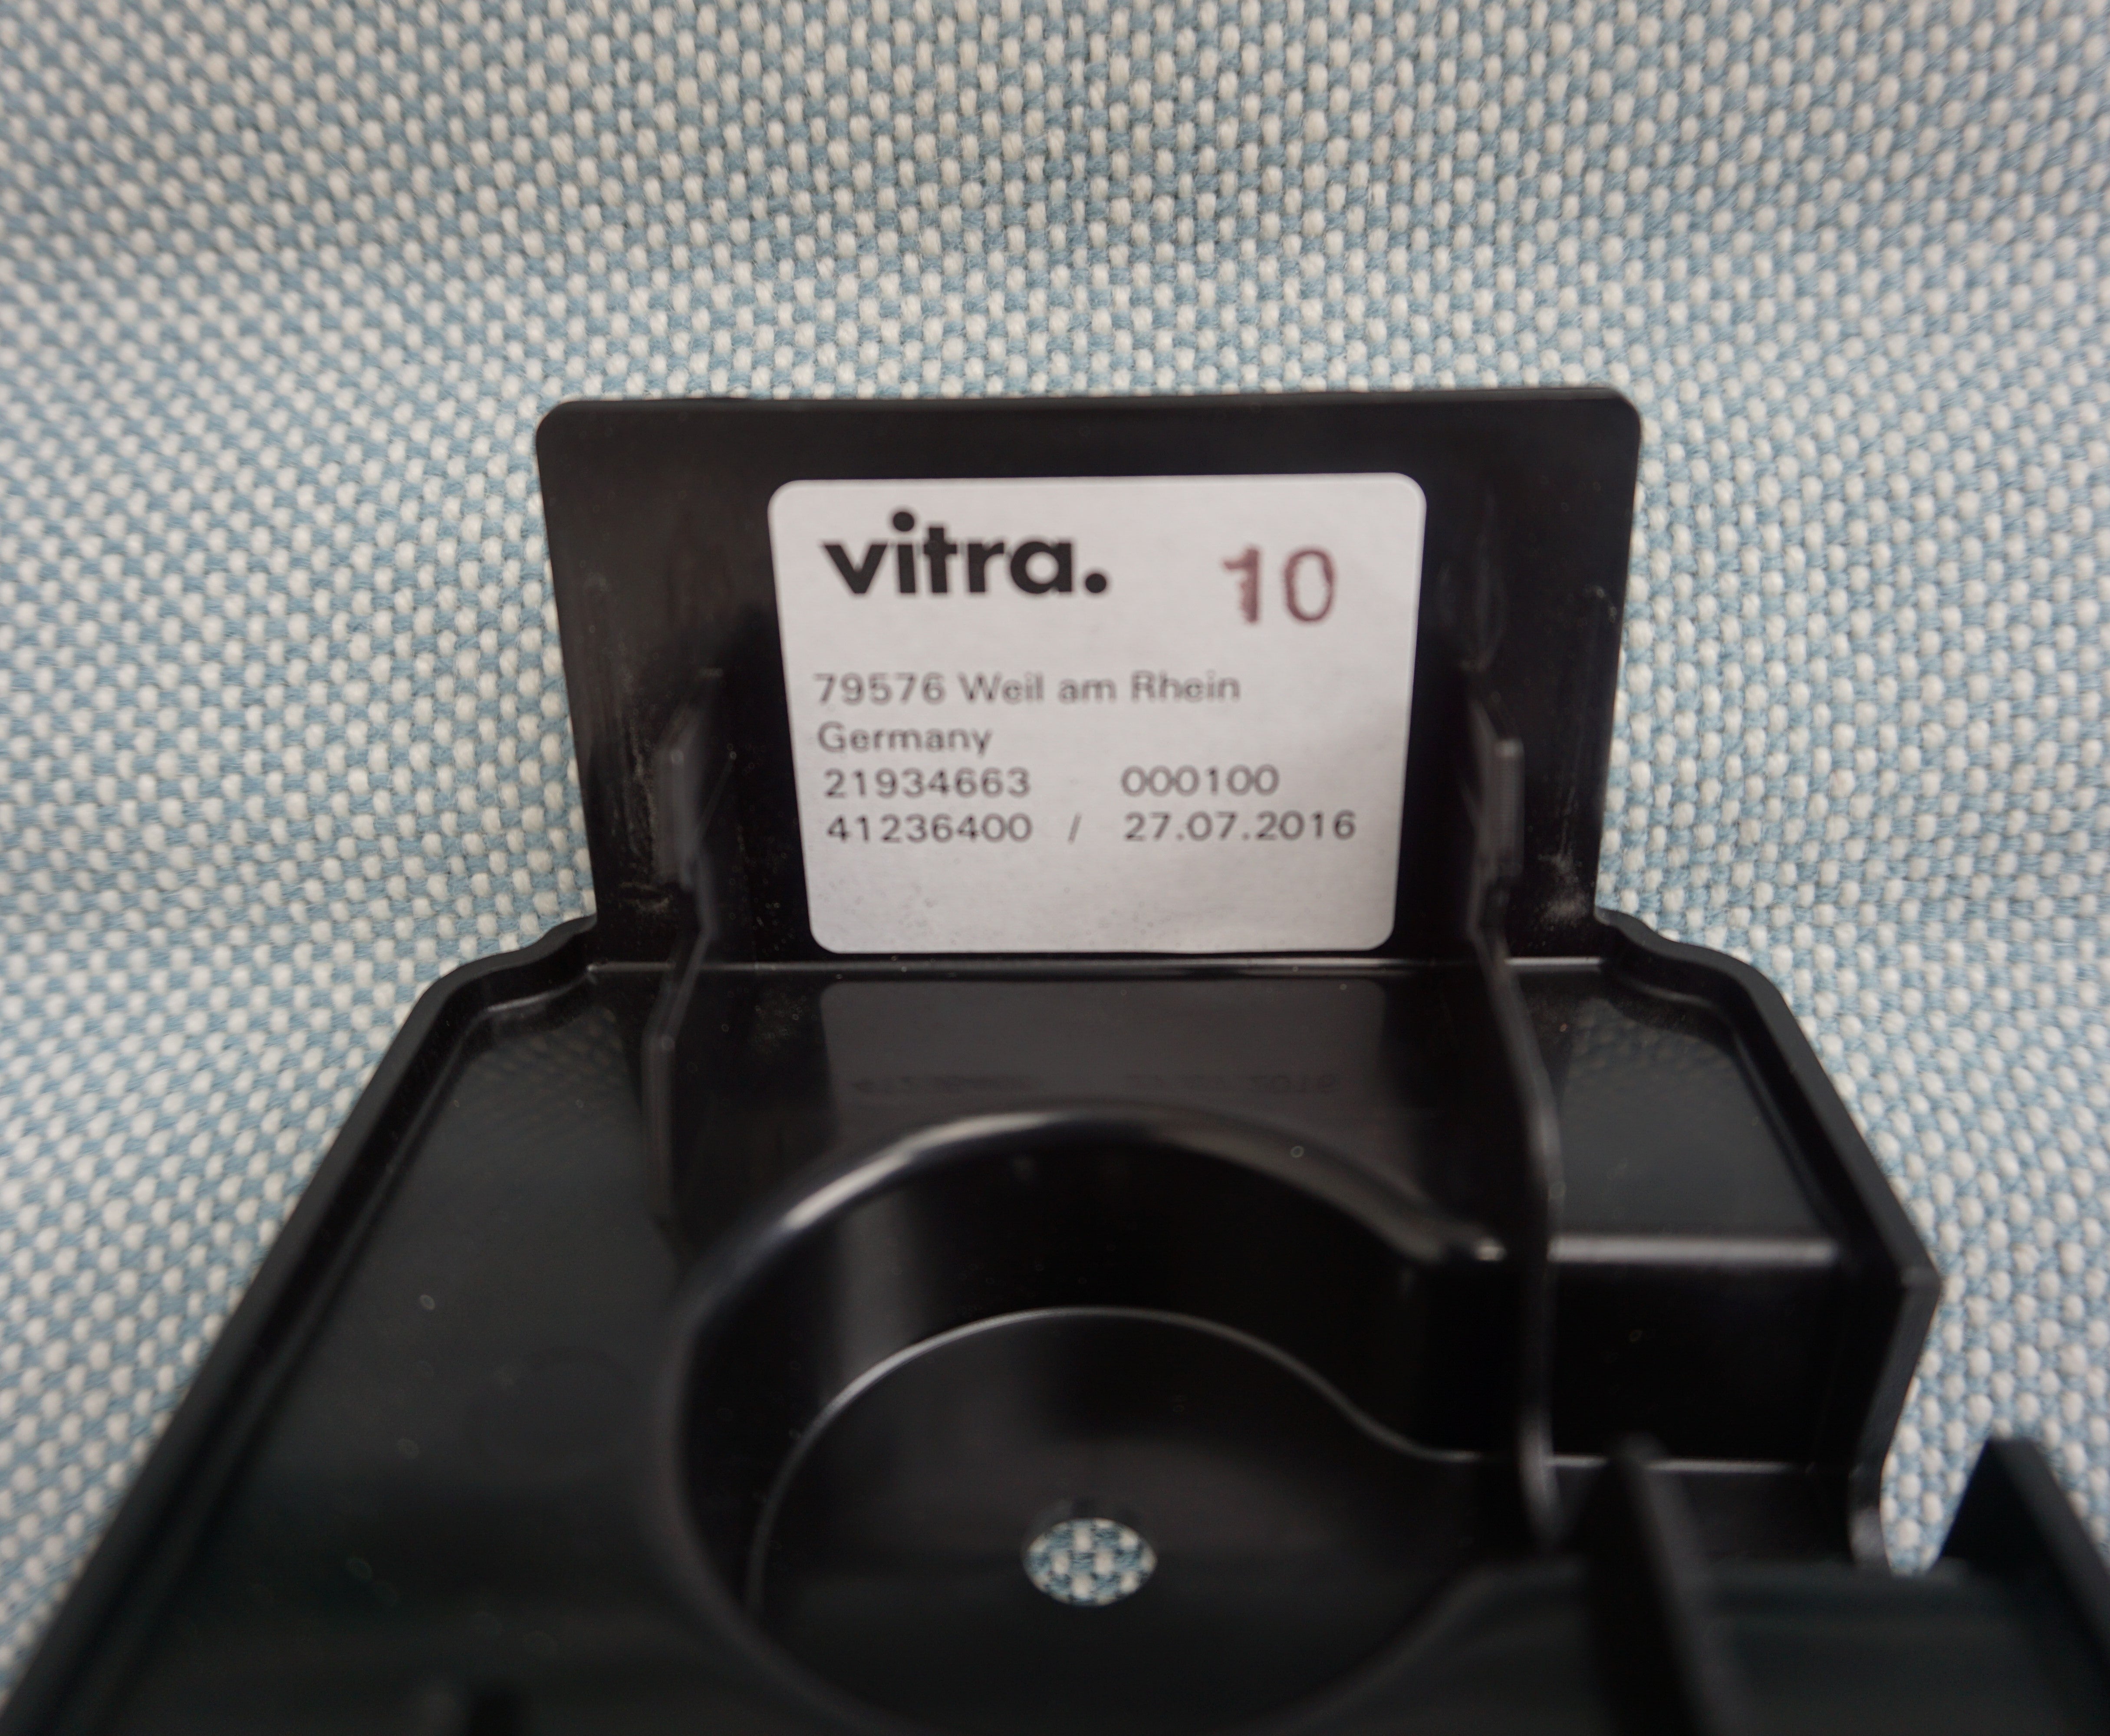 vitra. 10
79576 Weil am Rhein
Germany
21934663 000100
41236400 / 27.07.2016